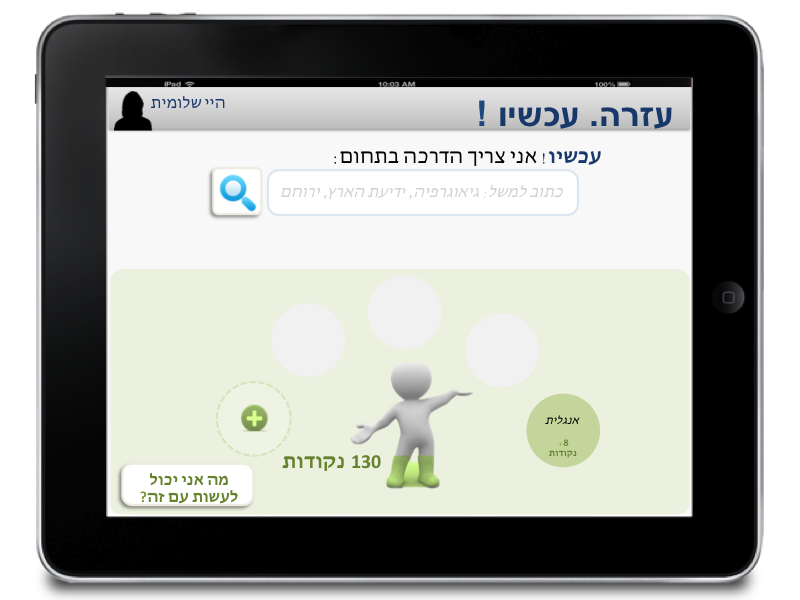 iPad 10:03 AM 100%
היי שלומית
עזרה. עכשיו !
עכשיו! אני צריך הדרכה בתחום:
כתוב למשל: גיאוגרפיה, ידיעת הארץ, ירוחם
אנגלית
8
נקודות
130 נקודות
מה אני יכול
לעשות עם זה?